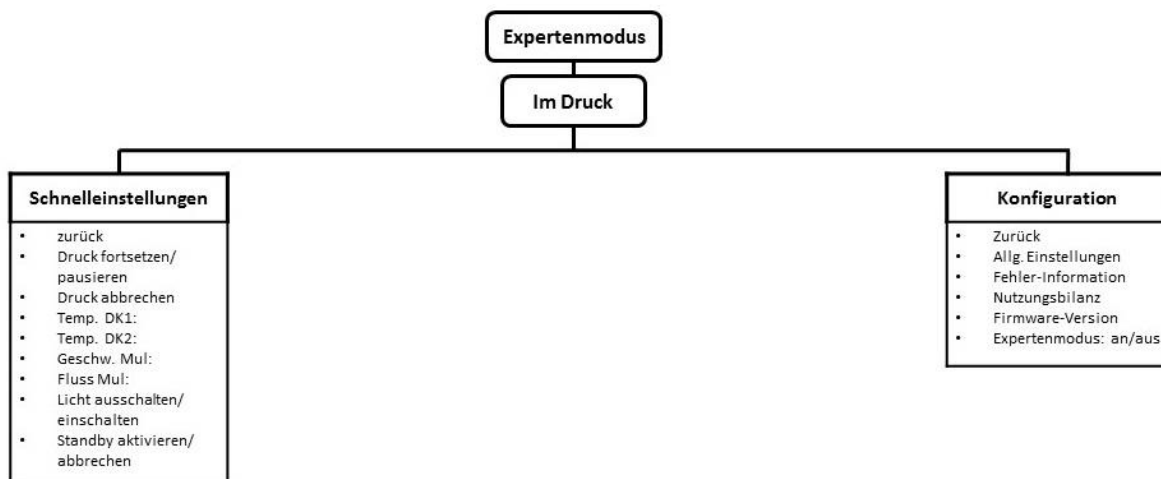 Expertenmodus
Im Druck
Schnelleinstellungen
• zurück
• Druck fortsetzen/
pausieren
• Druck abbrechen
• Temp. DK1:
• Temp. DK2:
• Geschw. Mul:
• Fluss Mul:
• Licht ausschalten/
einschalten
• Standby aktivieren/
abbrechen
Konfiguration
• Zurück
• Allg. Einstellungen
• Fehler-Information
• Nutzungsbilanz
• Firmware-Version
• Expertenmodus: an/aus